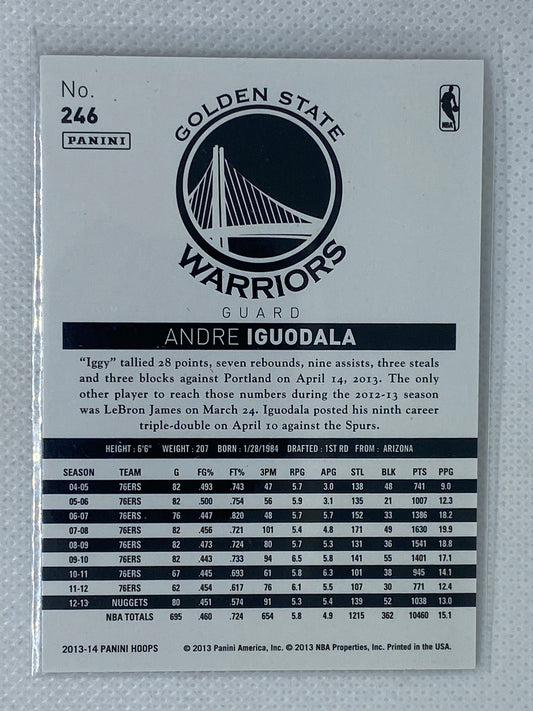 No.
246
PANINI
NBA
GOLDEN STATE
WARRIORS
GUARD
ANDRE IGUODALA
"Iggy" tallied 28 points, seven rebounds, nine assists, three steals
and three blocks against Portland on April 14, 2013. The only
other player to reach those numbers during the 2012-13 season
was LeBron James on March 24. Iguodala posted his ninth career
triple-double on April 10 against the Spurs.
HEIGHT : 6'6" WEIGHT : 207 BORN : 1/28/1984 DRAFTED : 1ST RD FROM : ARIZONA
SEASON TEAM G FG% FT% 3PM RPG APG STL BLK PTS PPG
04-05 76ERS 82 .493 .743 47 5.7 3.0 138 48 741 9.0
05-06 76ERS 82 .500 .754 56 5.9 3.1 135 21 1007 12.3
06-07 76ERS 76 .447 .820 48 5.7 5.7 152 33 1386 18.2
07-08 76ERS 82 .456 .721 101 5.4 4.8 171 49 1630 19.9
08-09 76ERS 82 .473 .724 80 5.7 5.3 131 36 1541 18.8
09-10 76ERS 82 .443 .733 94 6.5 5.8 141 55 1401 17.1
10-11 76ERS 67 .445 .693 61 5.8 6.3 101 38 945 14.1
11-12 76ERS 62 .454 .617 76 6.1 5.5 107 30 771 12.4
12-13 NUGGETS 80 .451 .574 91 5.3 5.4 139 52 1038 13.0
NBA TOTALS 695 .460 .724 654 5.8 4.9 1215 362 10460 15.1
2013-14 PANINI HOOPS © 2013 Panini America, Inc. © 2013 NBA Properties, Inc. Printed in the USA.